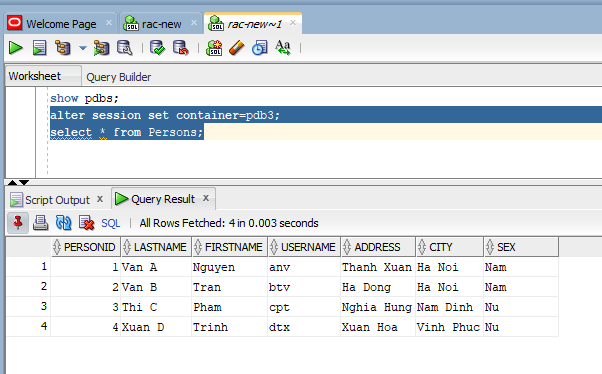 Welcome Page rac-new rac-new~1
Worksheet Query Builder
show pdbs;
alter session set container=pdb3;
select * from Persons;
Script Output Query Result
SQL All Rows Fetched: 4 in 0.003 seconds
PERSONID LASTNAME FIRSTNAME USERNAME ADDRESS CITY SEX
1 1 Van A Nguyen anv Thanh Xuan Ha Noi Nam
2 2 Van B Tran btv Ha Dong Ha Noi Nam
3 3 Thi C Pham cpt Nghia Hung Nam Dinh Nu
4 4 Xuan D Trinh dtx Xuan Hoa Vinh Phuc Nu